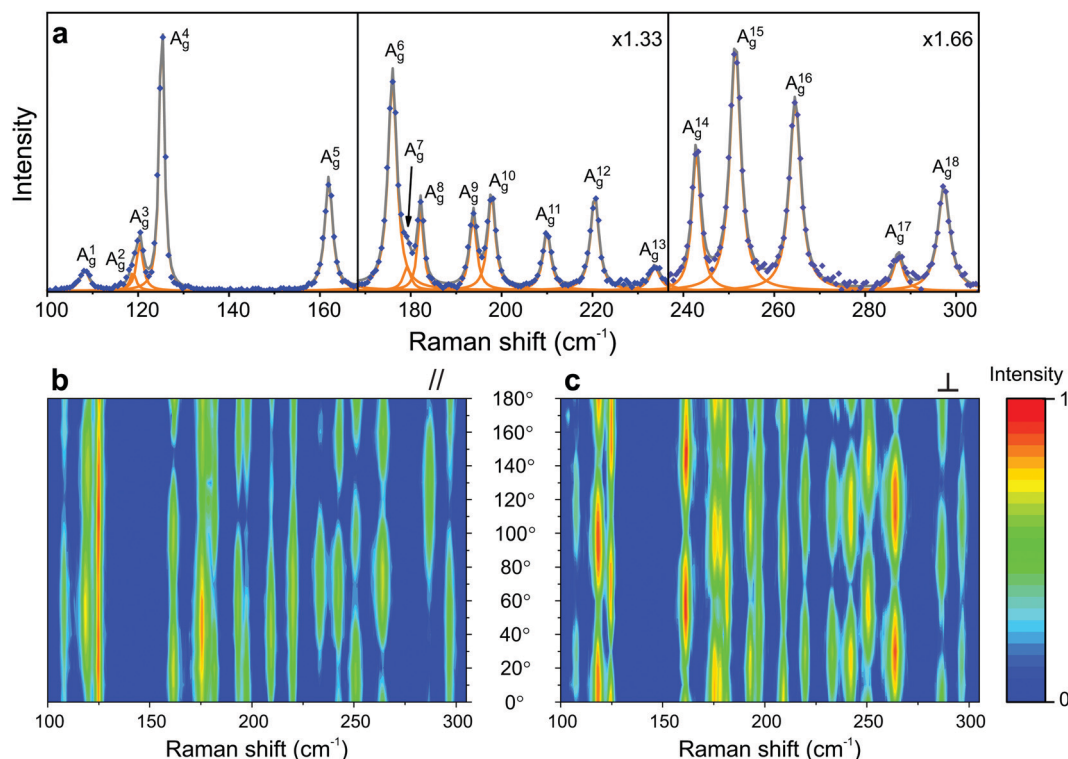 a
x1.33
x1.66
A_g^1
A_g^2
A_g^3
A_g^4
A_g^5
A_g^6
A_g^7
A_g^8
A_g^9
A_g^10
A_g^11
A_g^12
A_g^13
A_g^14
A_g^15
A_g^16
A_g^17
A_g^18
Intensity
100 120 140 160 180 200 220 240 260 280 300
Raman shift (cm⁻¹)
b //
c ⊥
Intensity
180°
160°
140°
120°
100°
80°
60°
40°
20°
0°
1
0
100 150 200 250 300
100 150 200 250 300
Raman shift (cm⁻¹)
Raman shift (cm⁻¹)